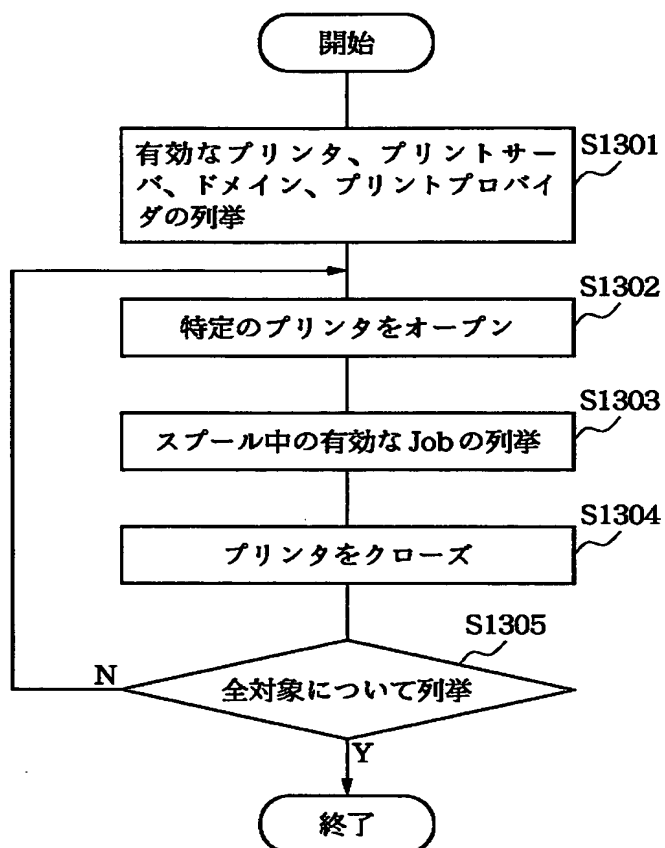 開始
S1301
有効なプリンタ、プリントサー
バ、ドメイン、プリントプロバイ
ダの列挙
S1302
特定のプリンタをオープン
S1303
スプール中の有効なJobの列挙
S1304
プリンタをクローズ
S1305
N
全対象について列挙
Y
終了